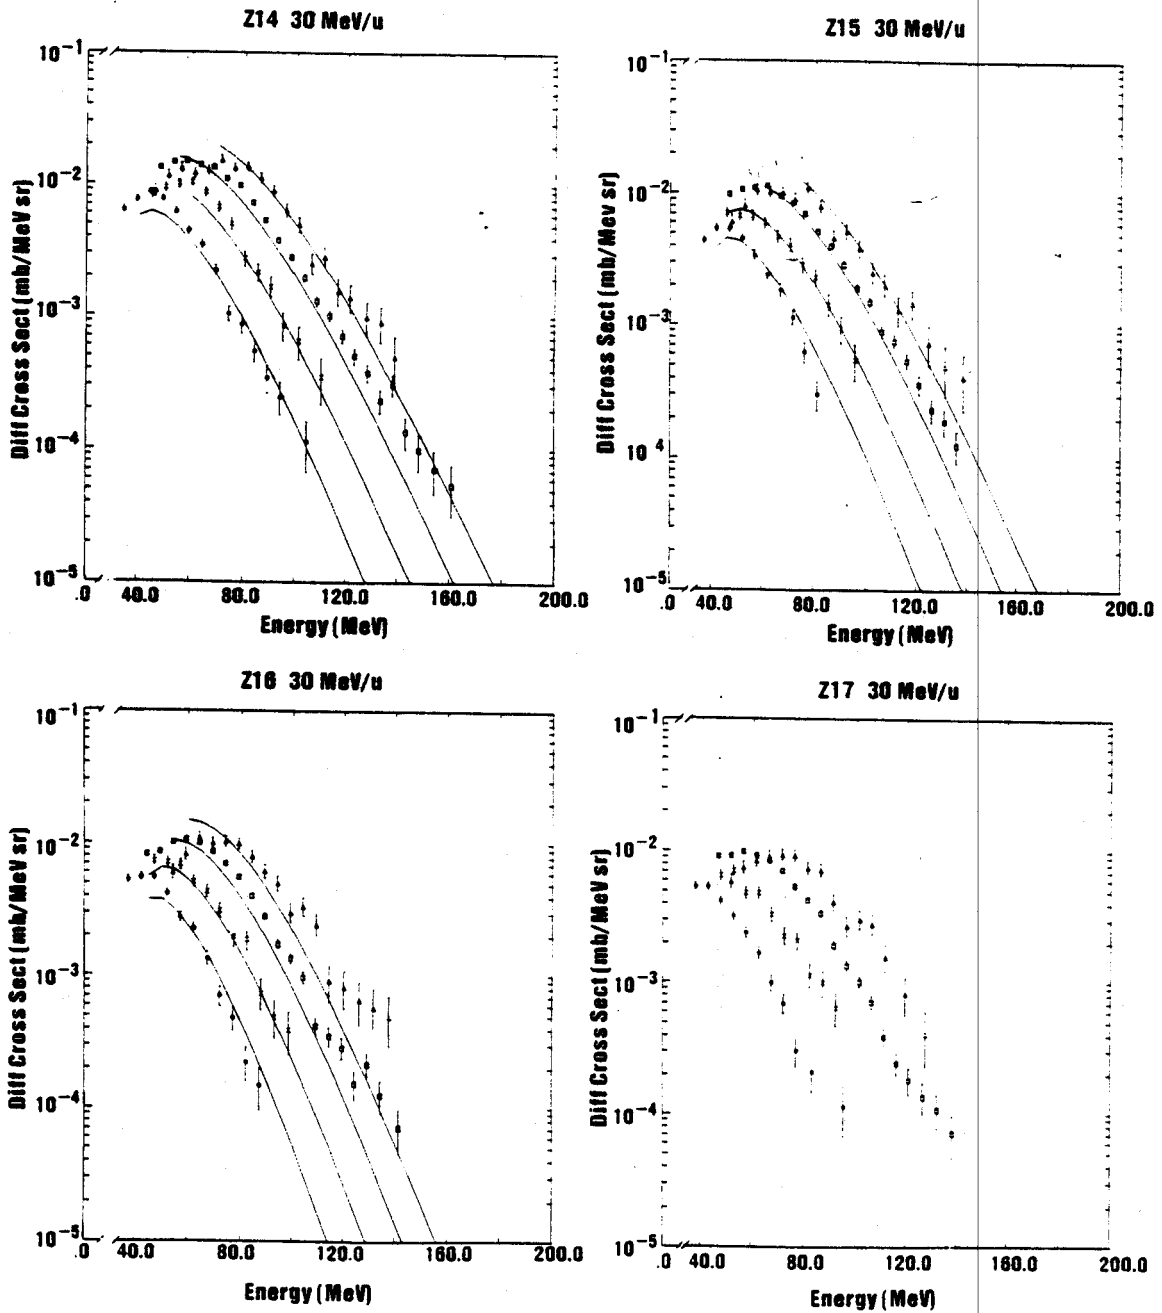 Z14 30 MeV/u
10⁻¹
10⁻²
10⁻³
10⁻⁴
10⁻⁵
Diff Cross Sect (mb/MeV sr)
.0 40.0 80.0 120.0 160.0 200.0
Energy (MeV)
Z15 30 MeV/u
10⁻¹
10⁻²
10⁻³
10 4
10⁻⁵
Diff Cross Sect (mb/Mev sr)
.0 40.0 80.0 120.0 160.0 200.0
Energy (MeV)
Z16 30 MeV/u
10⁻¹
10⁻²
10⁻³
10⁻⁴
10⁻⁵
Diff Cross Sect (mb/MeV sr)
.0 40.0 80.0 114.0 160.0 200.0
Energy (MeV)
Z17 30 MeV/u
10⁻¹
10⁻²
10⁻³
10⁻⁴
10⁻⁵
Diff Cross Sect (mb/MeV sr)
.0 40.0 80.0 120.0 160.0 200.0
Energy (MeV)